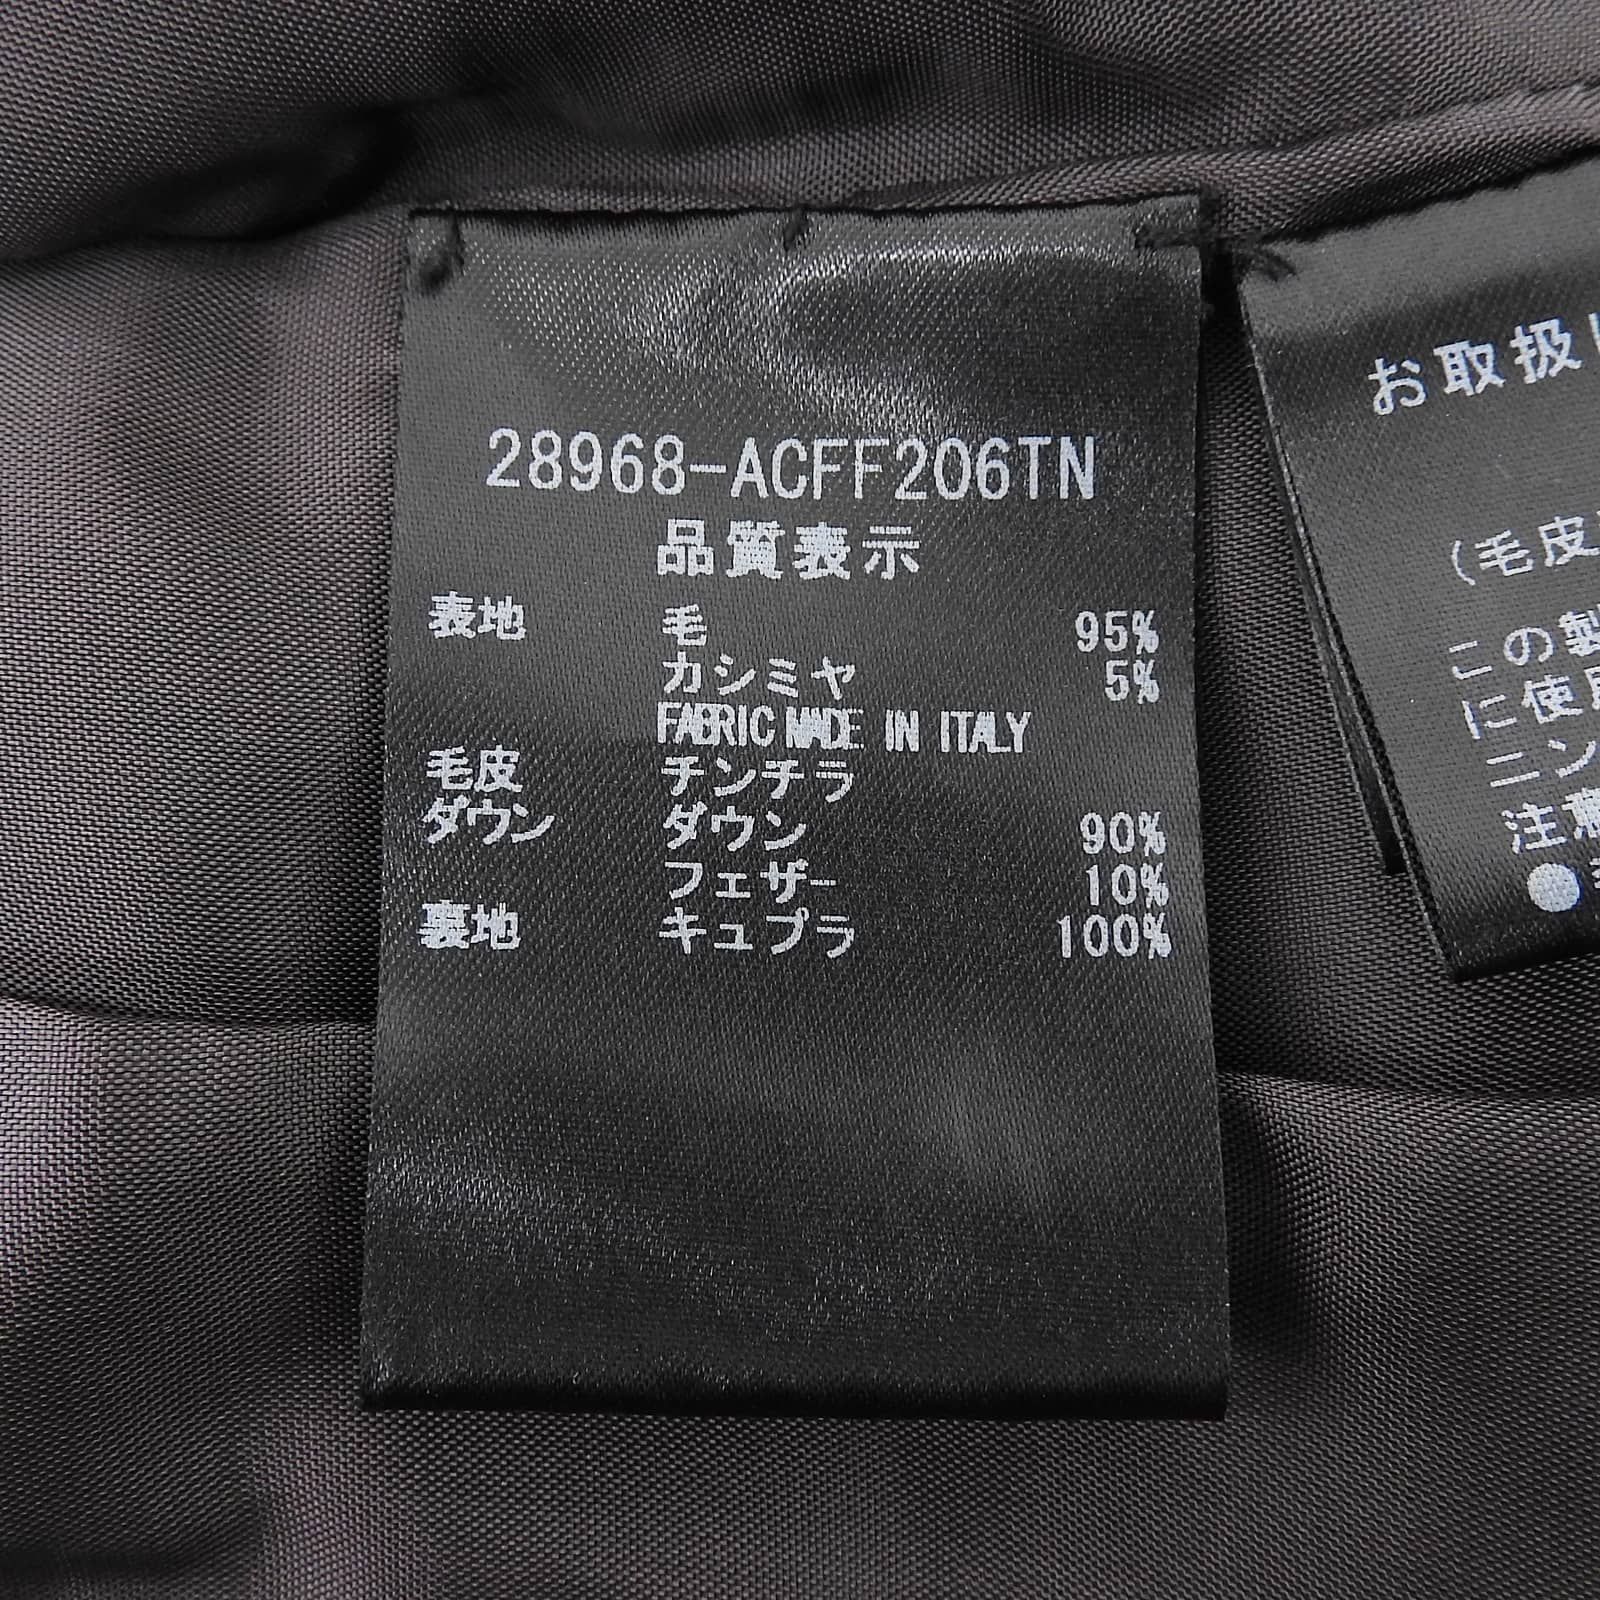 28968-ACFF206TN
品質表示
表地 毛 95%
カシミヤ 5%
FABRIC MADE IN ITALY
毛皮 チンチラ
ダウン ダウン 90%
フェザー 10%
裏地 キュプラ 100%
お取扱
(毛皮
この製
に使用
ニン
注意
●